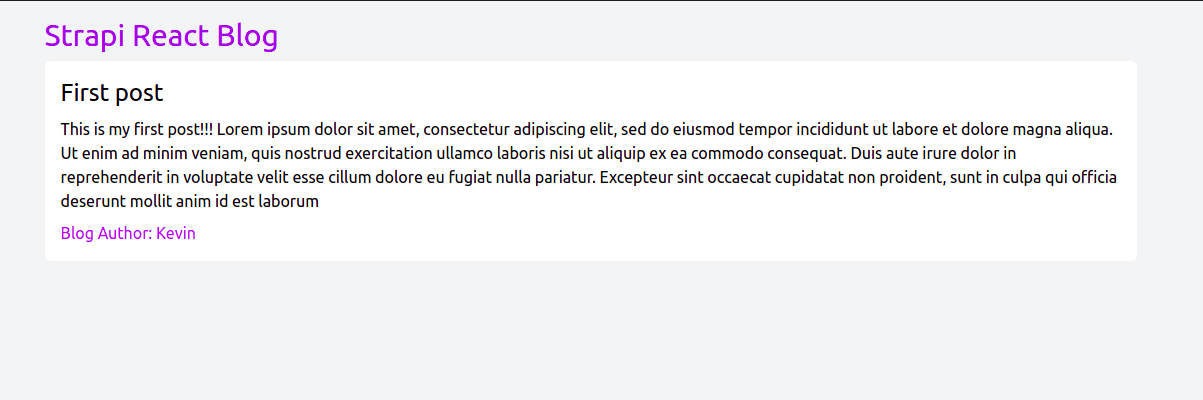 Strapi React Blog
First post
This is my first post!!! Lorem ipsum dolor sit amet, consectetur adipiscing elit, sed do eiusmod tempor incididunt ut labore et dolore magna aliqua.
Ut enim ad minim veniam, quis nostrud exercitation ullamco laboris nisi ut aliquip ex ea commodo consequat. Duis aute irure dolor in
reprehenderit in voluptate velit esse cillum dolore eu fugiat nulla pariatur. Excepteur sint occaecat cupidatat non proident, sunt in culpa qui officia
deserunt mollit anim id est laborum
Blog Author: Kevin